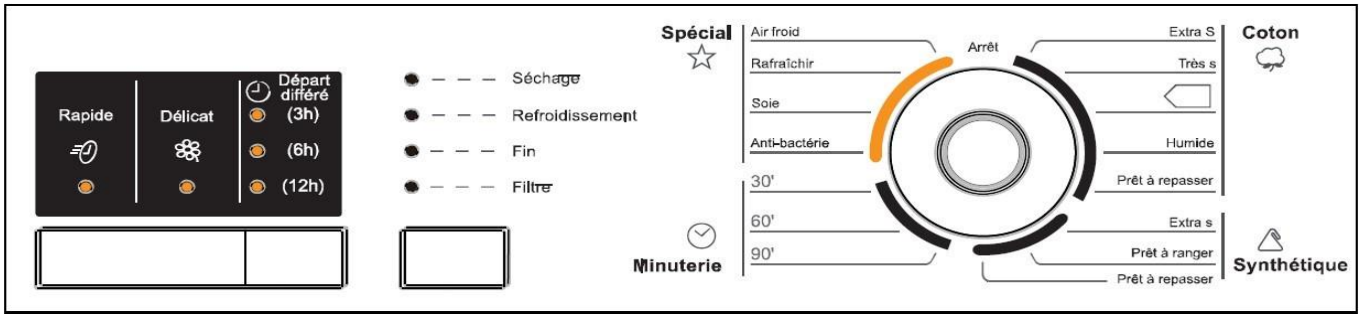 Rapide
Délicat
Départ
différé
(3h)
(6h)
(12h)
Séchage
Refroidissement
Fin
Filtre
Spécial
Air froid
Rafraîchir
Soie
Anti-bactérie
30'
60'
90'
Minuterie
Arrêt
Extra S
Très s
Humide
Prêt à repasser
Coton
Extra s
Prêt à ranger
Prêt à repasser
Synthétique